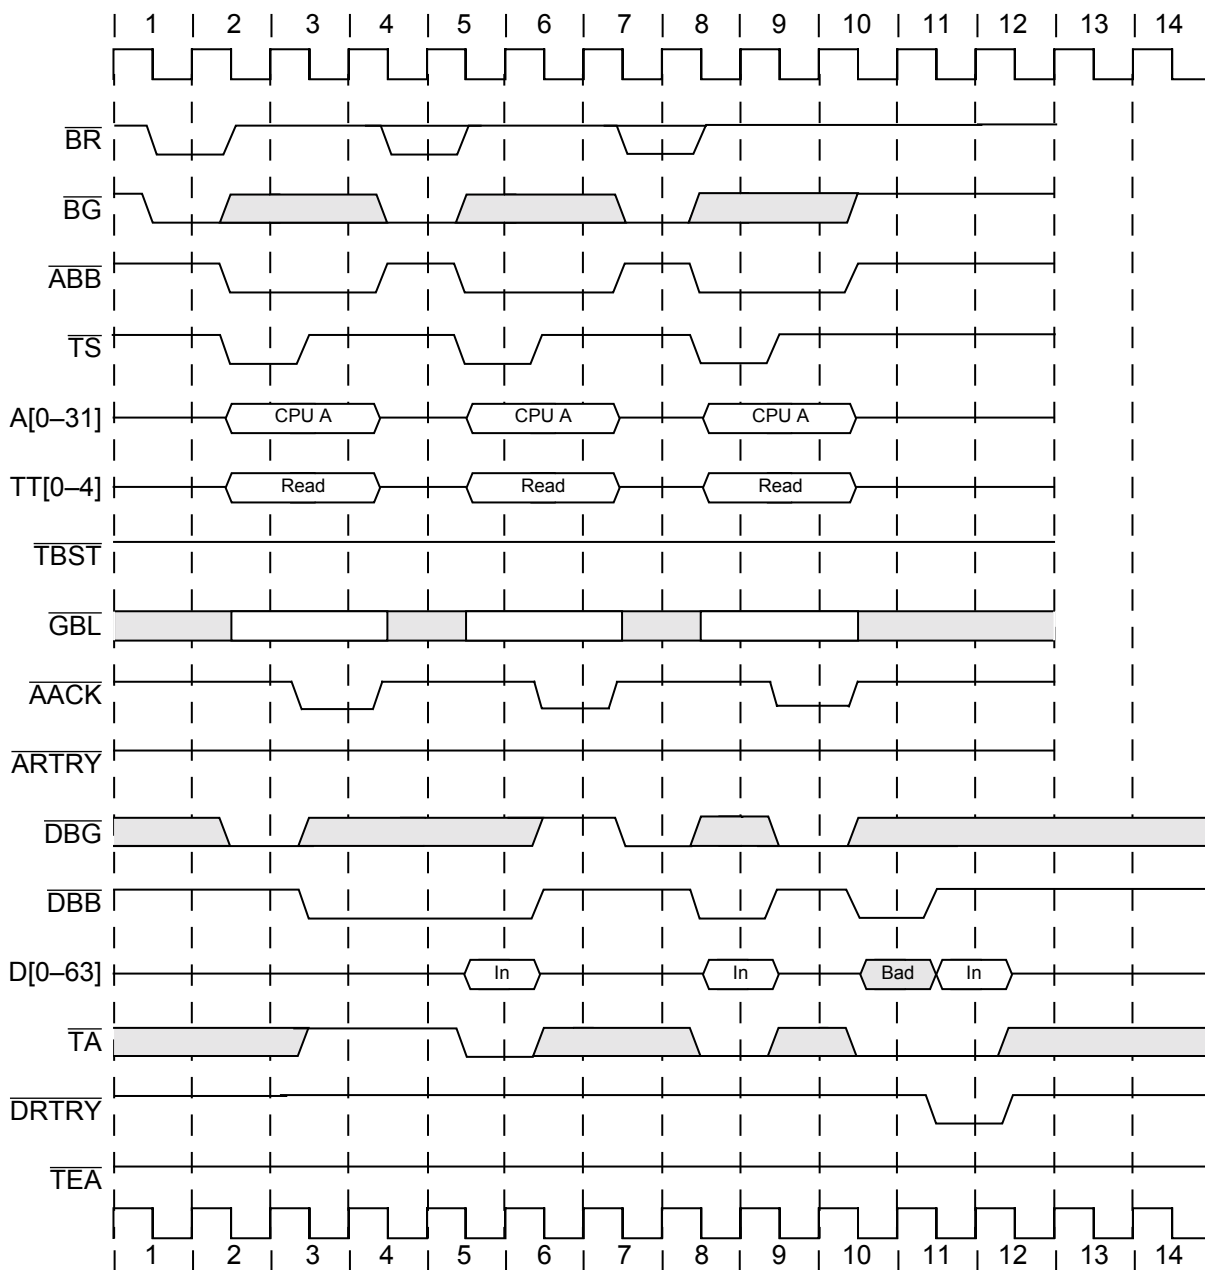 1 2 3 4 5 6 7 8 9 10 11 12 13 14
BR
BG
ABB
TS
A[0–31] CPU A CPU A CPU A
TT[0–4] Read Read Read
TBST
GBL
AACK
ARTRY
DBG
DBB
D[0–63] In In Bad In
TA
DRTRY
TEA
1 2 3 4 5 6 7 8 9 10 11 12 13 14